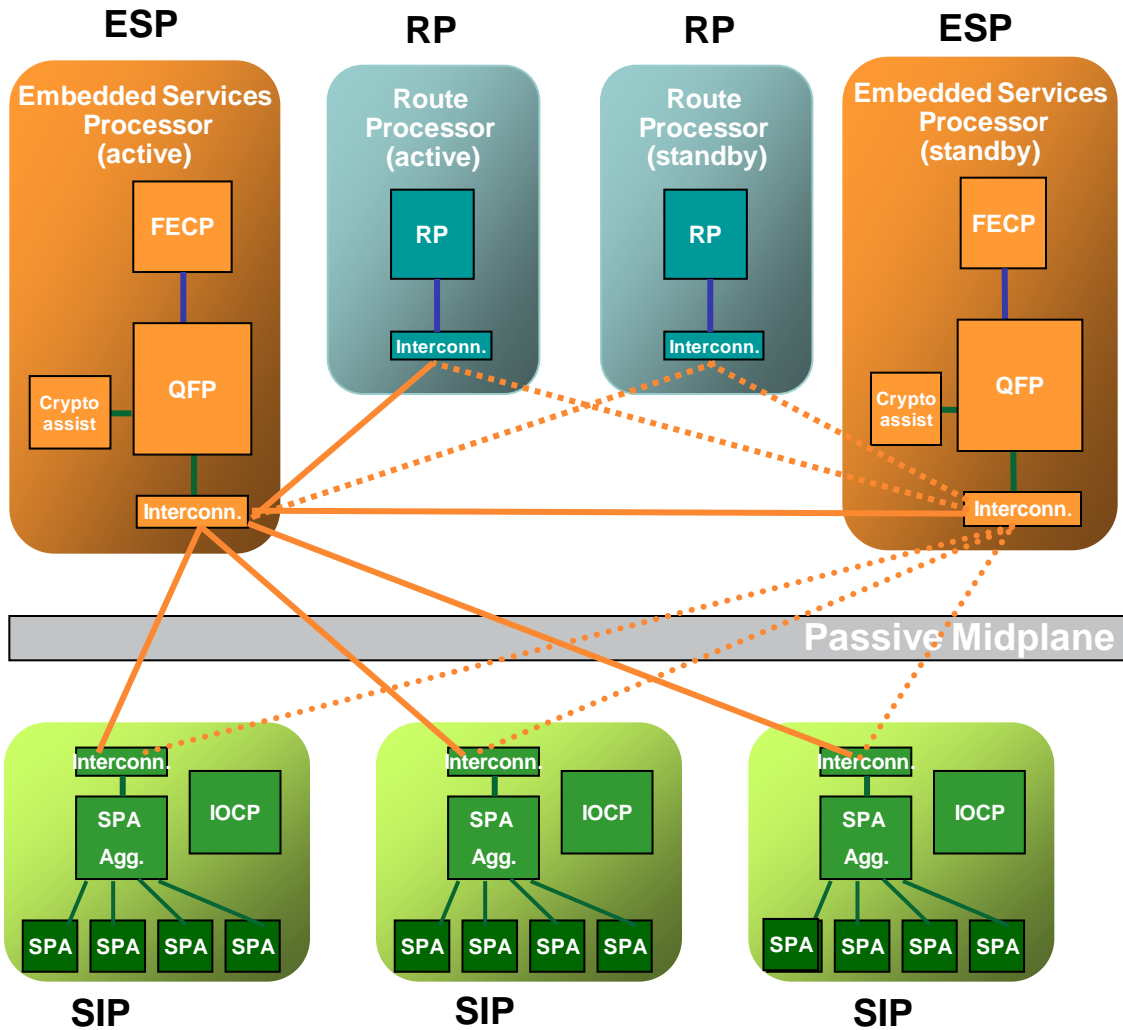 ESP
RP
RP
ESP
Embedded Services
Processor
(active)
FECP
QFP
Crypto
assist
Interconn.
Route
Processor
(active)
RP
Interconn.
Route
Processor
(standby)
RP
Interconn.
Embedded Services
Processor
(standby)
FECP
QFP
Crypto
assist
Interconn.
Passive Midplane
Interconn.
SPA
Agg.
IOCP
SPA
SPA
SPA
SPA
SIP
Interconn.
SPA
Agg.
IOCP
SPA
SPA
SPA
SPA
SIP
Interconn.
SPA
Agg.
IOCP
SPA
SPA
SPA
SPA
SIP